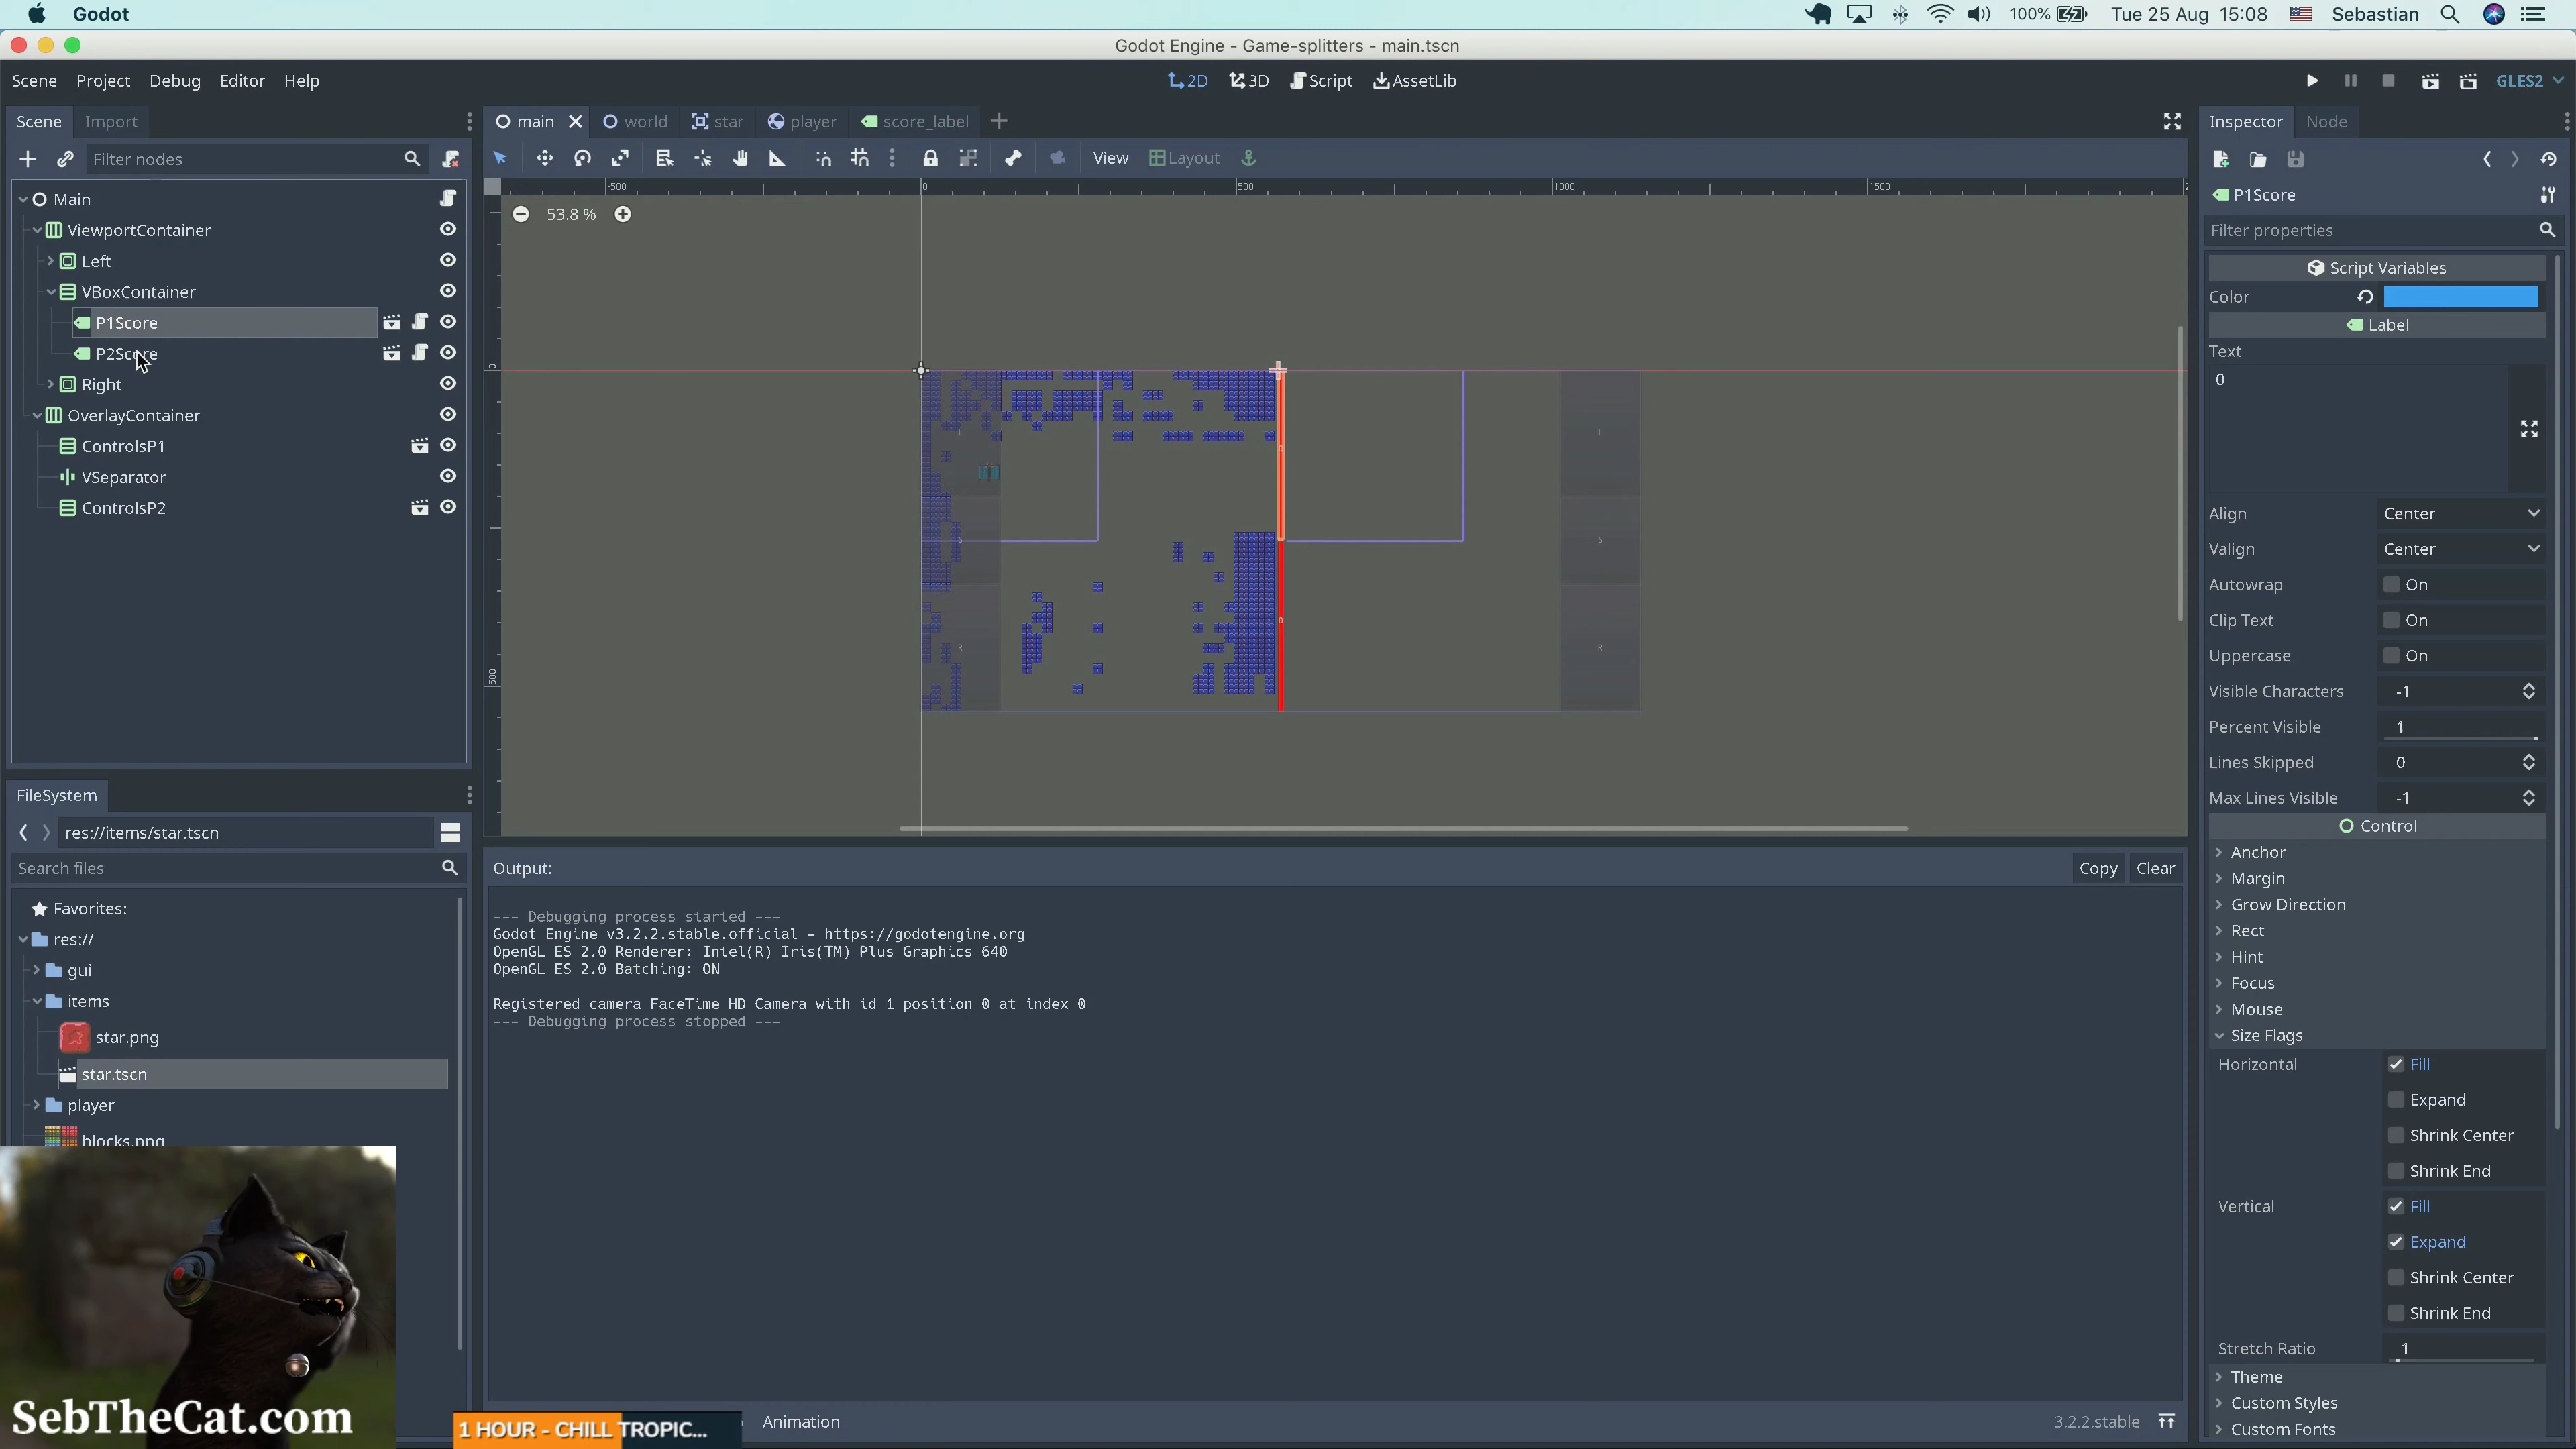 Godot
100%
Tue 25 Aug 15:08
Sebastian
Godot Engine - Game-splitters - main.tscn
Scene Project Debug Editor Help
2D 3D Script AssetLib
GLES2
Scene Import
main world star player score_label
Inspector Node
Filter nodes
View Layout
Main
ViewportContainer
Left
VBoxContainer
P1Score
P2Score
Right
OverlayContainer
ControlsP1
VSeparator
ControlsP2
-500 0 500 1000 1500
53.8 %
0
500
L
S
R
0
0
L
S
R
P1Score
Filter properties
Script Variables
Color
Label
Text
0
Align Center
Valign Center
Autowrap On
Clip Text On
Uppercase On
Visible Characters -1
Percent Visible 1
Lines Skipped 0
Max Lines Visible -1
Control
Anchor
Margin
Grow Direction
Rect
Hint
Focus
Mouse
Size Flags
Horizontal Fill
Expand
Shrink Center
Shrink End
Vertical Fill
Expand
Shrink Center
Shrink End
Stretch Ratio 1
Theme
Custom Styles
Custom Fonts
FileSystem
res://items/star.tscn
Search files
Favorites:
res://
gui
items
star.png
star.tscn
player
blocks.png
Output:
Copy Clear
--- Debugging process started ---
Godot Engine v3.2.2.stable.official - https://godotengine.org
OpenGL ES 2.0 Renderer: Intel(R) Iris(TM) Plus Graphics 640
OpenGL ES 2.0 Batching: ON
Registered camera FaceTime HD Camera with id 1 position 0 at index 0
--- Debugging process stopped ---
Animation
3.2.2.stable
SebTheCat.com
1 HOUR - CHILL TROPIC...